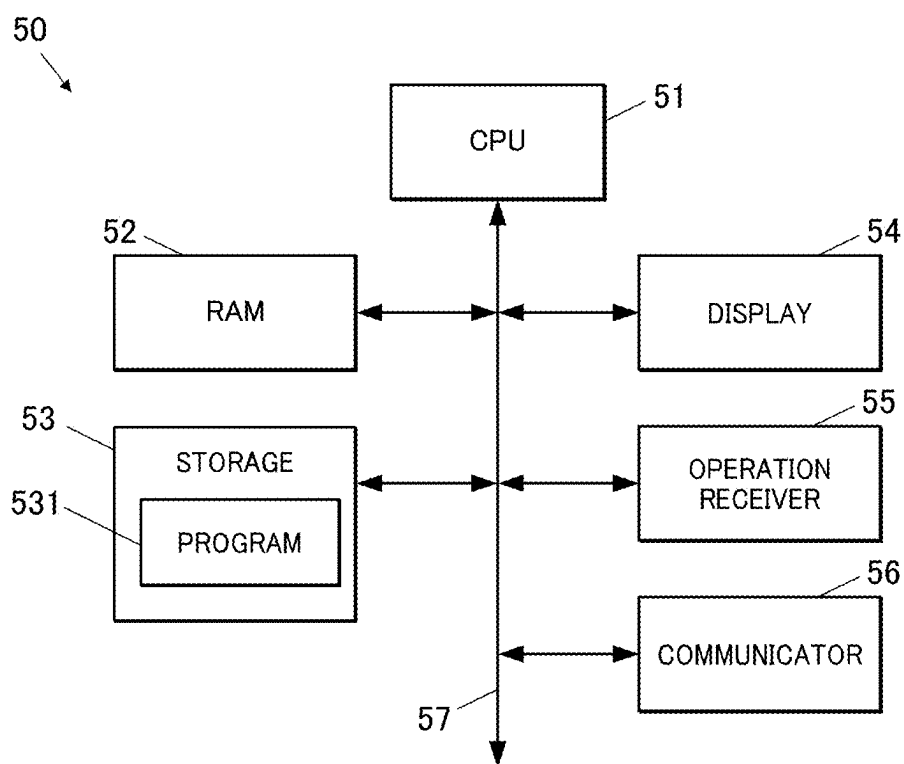 50
51
CPU
52
RAM
54
DISPLAY
53
STORAGE
531
PROGRAM
55
OPERATION
RECEIVER
56
COMMUNICATOR
57